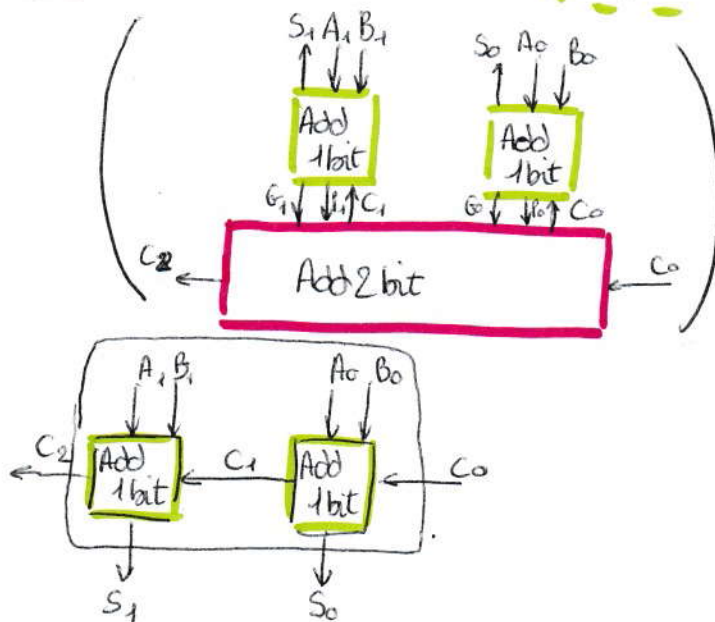 S1 A1 B1 S0 A0 B0
Add Add
1bit 1bit
G1 P1 C1 G0 P0 C0
C2 Add 2 bit C0
A1 B1 A0 B0
C2 Add C1 Add C0
1bit 1bit
S1 S0